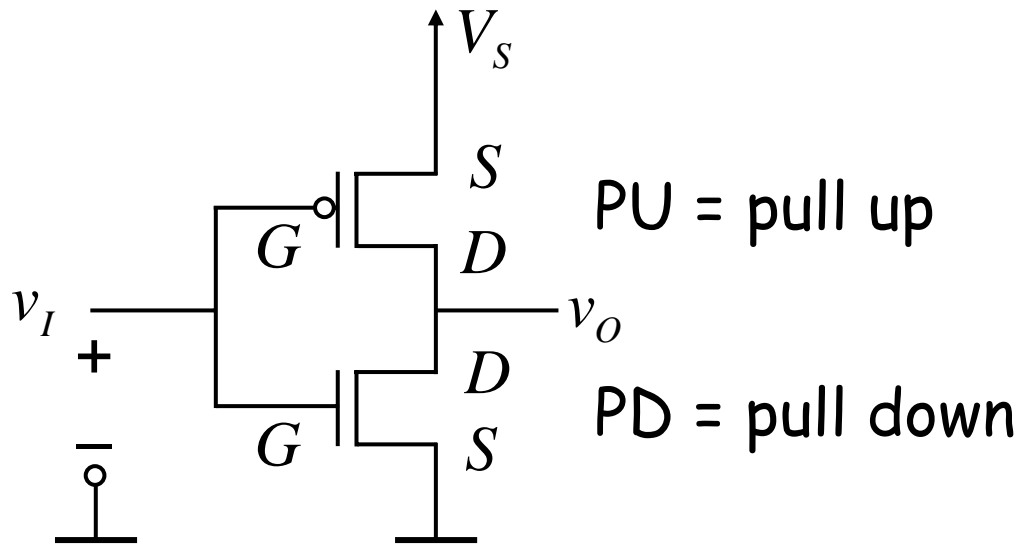 V_S
S
G
D
PU = pull up
v_I
v_O
+
D
G
S
PD = pull down
−